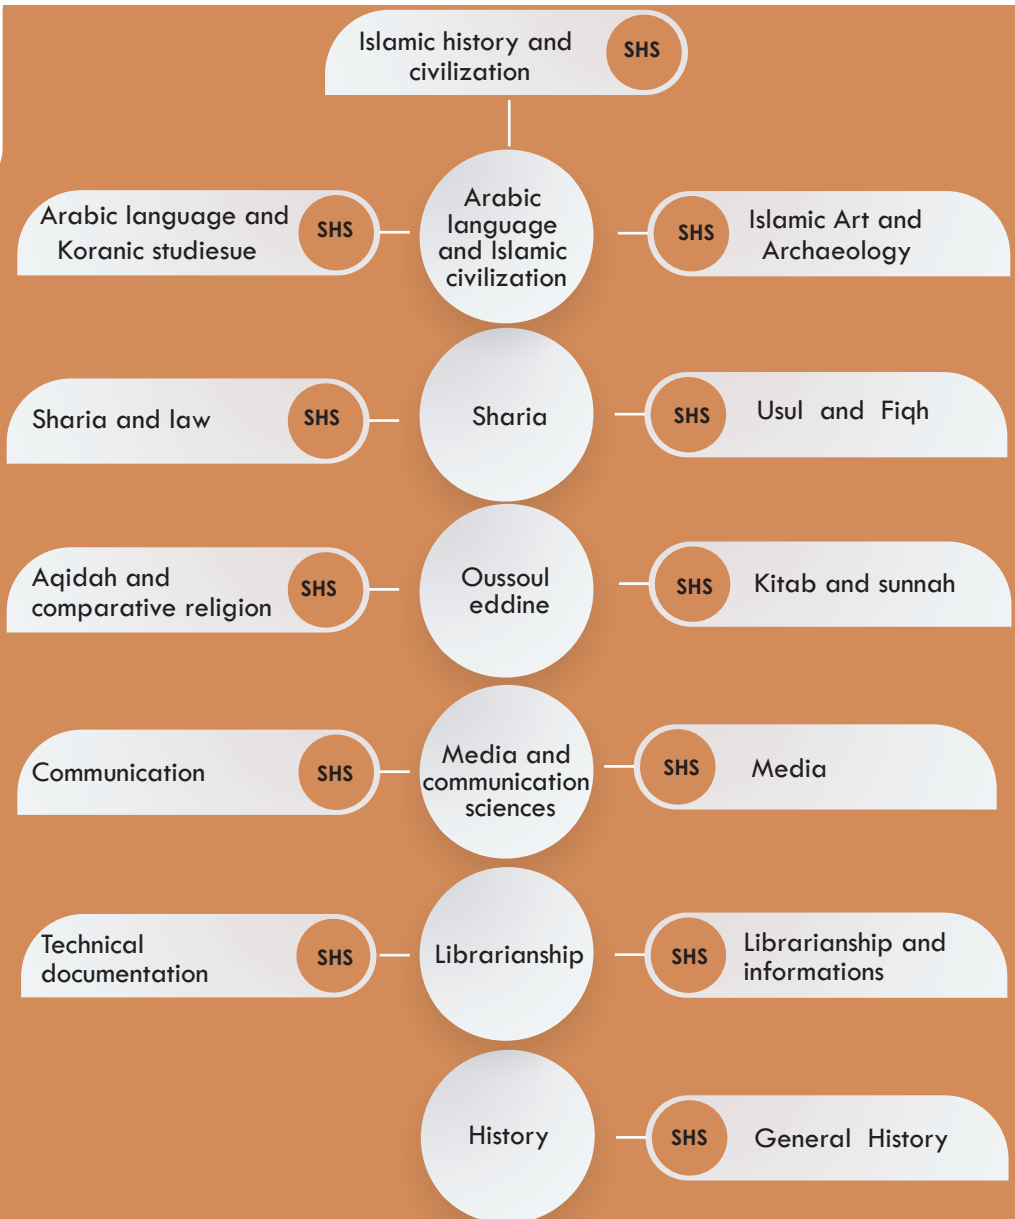 Islamic history and
civilization
SHS
Arabic language and
Koranic studiesue
SHS
Arabic
language
and Islamic
civilization
SHS
Islamic Art and
Archaeology
Sharia and law
SHS
Sharia
SHS
Usul and Fiqh
Aqidah and
comparative religion
SHS
Oussoul
eddine
SHS
Kitab and sunnah
Communication
SHS
Media and
communication
sciences
SHS
Media
Technical
documentation
SHS
Librarianship
SHS
Librarianship and
informations
History
SHS
General History